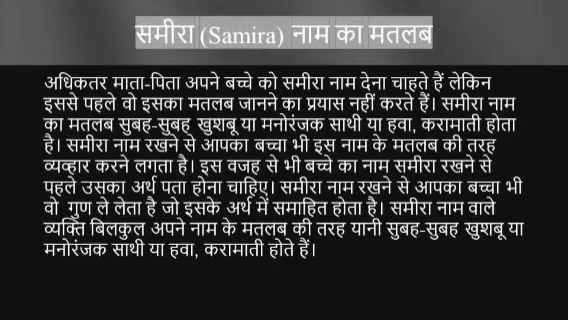 समीरा (Samira) नाम का मतलब
अधिकतर माता-पिता अपने बच्चे को समीरा नाम देना चाहते हैं लेकिन
इससे पहले वो इसका मतलब जानने का प्रयास नहीं करते हैं। समीरा नाम
का मतलब सुबह-सुबह खुशबू या मनोरंजक साथी या हवा, करामाती होता
है। समीरा नाम रखने से आपका बच्चा भी इस नाम के मतलब की तरह
व्यव्हार करने लगता है। इस वजह से भी बच्चे का नाम समीरा रखने से
पहले उसका अर्थ पता होना चाहिए। समीरा नाम रखने से आपका बच्चा भी
वो गुण ले लेता है जो इसके अर्थ में समाहित होता है। समीरा नाम वाले
व्यक्ति बिलकुल अपने नाम के मतलब की तरह यानी सुबह-सुबह खुशबू या
मनोरंजक साथी या हवा, करामाती होते हैं।